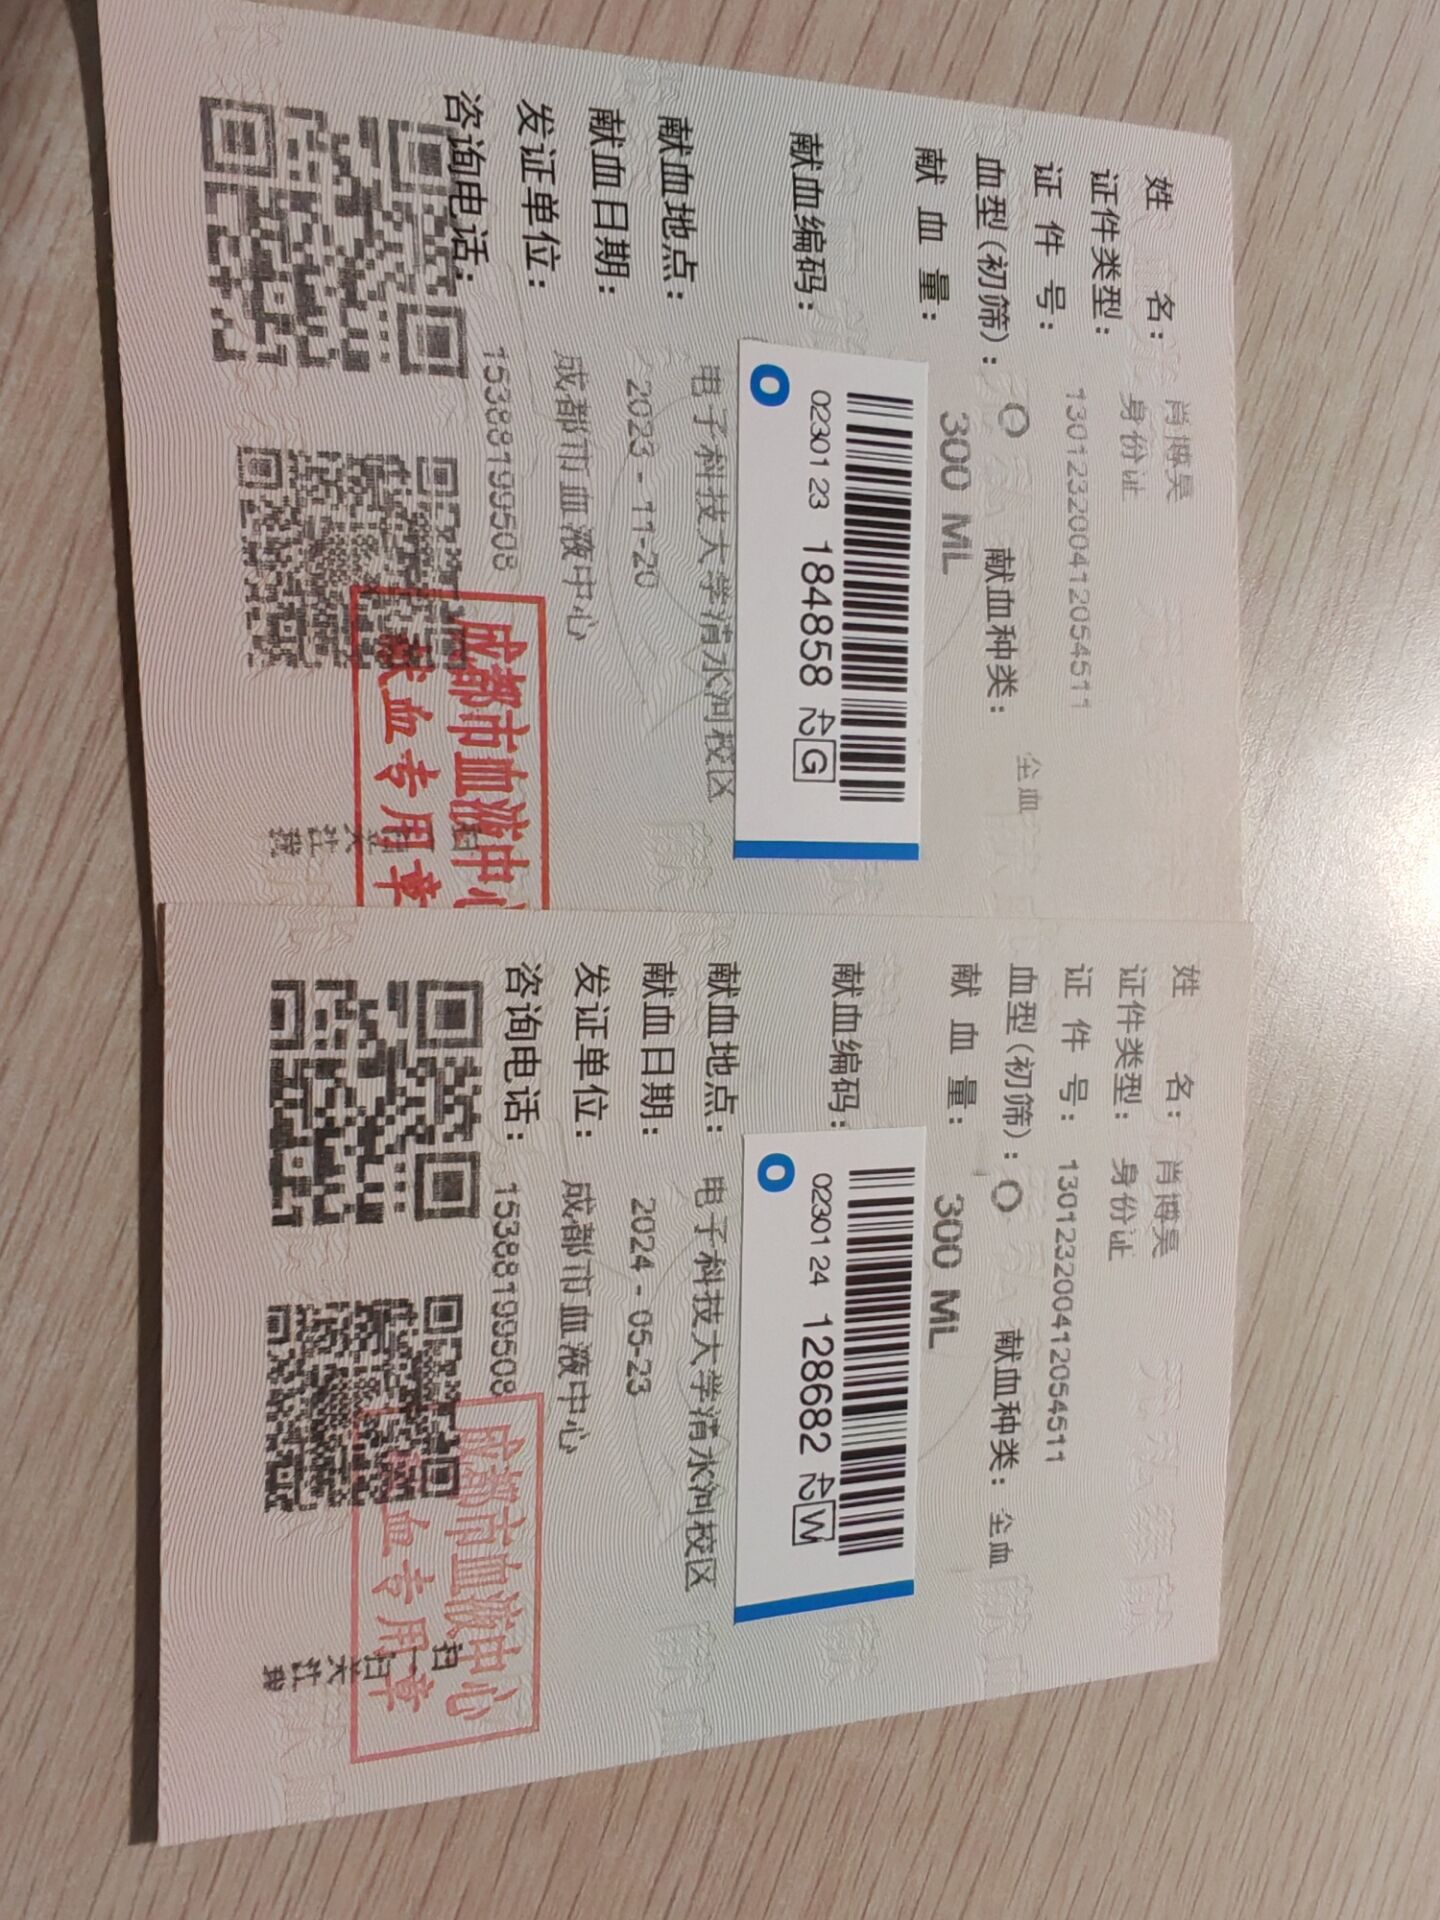 姓 名： 肖博昊
证件类型： 身份证
证 件 号： 130123200412054511
血型(初筛)： O 献血种类： 全血
献 血 量： 300 ML
献血编码：
0230123 184858 G
O
献血地点： 电子科技大学清水河校区
献血日期： 2023-11-20
发证单位： 成都市血液中心
咨询电话： 15388199508
成都市血液中心
献血专用章
姓 名： 肖博昊
证件类型： 身份证
证 件 号： 130123200412054511
血型(初筛)： O 献血种类： 全血
献 血 量： 300 ML
献血编码：
0230124 128682 W
O
献血地点： 电子科技大学清水河校区
献血日期： 2024-05-23
发证单位： 成都市血液中心
咨询电话： 15388199508
成都市血液中心
献血专用章